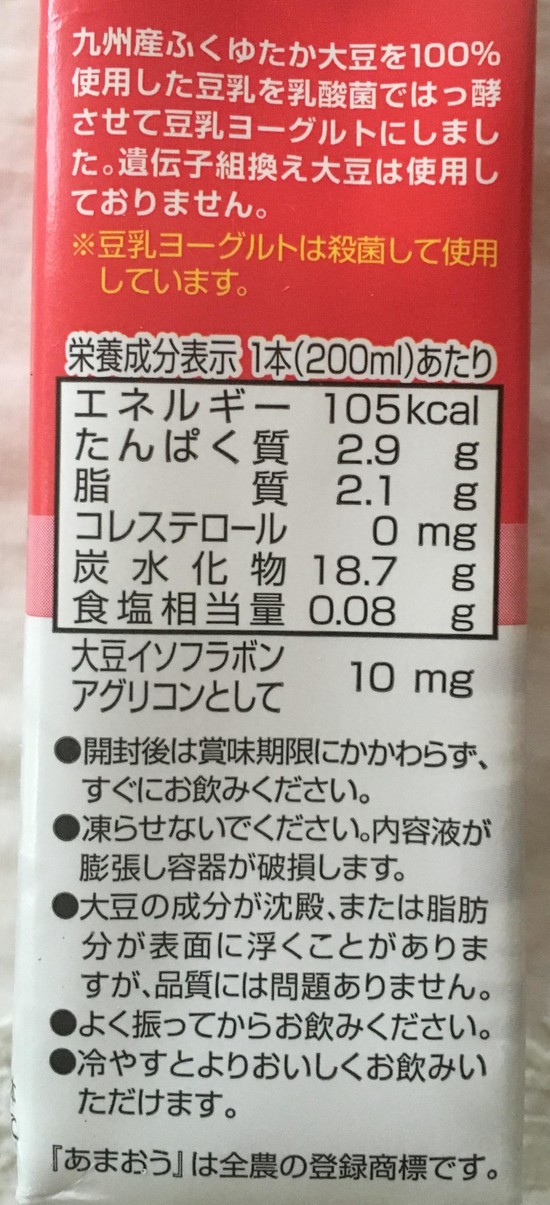 九州産ふくゆたか大豆を100%
使用した豆乳を乳酸菌ではっ酵
させて豆乳ヨーグルトにしまし
た。遺伝子組換え大豆は使用し
ておりません。
※豆乳ヨーグルトは殺菌して使用
しています。
栄養成分表示 1本(200ml)あたり
エネルギー 105kcal
たんぱく質 2.9 g
脂質 2.1 g
コレステロール 0 mg
炭水化物 18.7 g
食塩相当量 0.08 g
大豆イソフラボン
アグリコンとして 10 mg
●開封後は賞味期限にかかわらず、
すぐにお飲みください。
●凍らせないでください。内容液が
膨張し容器が破損します。
●大豆の成分が沈殿、または脂肪
分が表面に浮くことがありま
すが、品質には問題ありません。
●よく振ってからお飲みください。
●冷やすとよりおいしくお飲みい
ただけます。
『あまおう』は全農の登録商標です。